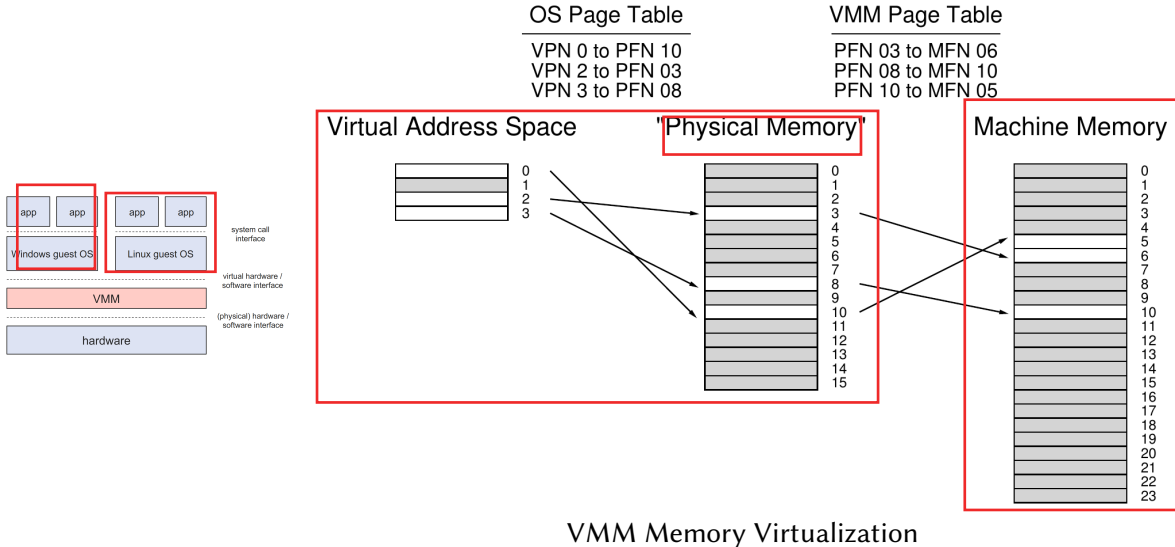 OS Page Table
VPN 0 to PFN 10
VPN 2 to PFN 03
VPN 3 to PFN 08
VMM Page Table
PFN 03 to MFN 06
PFN 08 to MFN 10
PFN 10 to MFN 05
Virtual Address Space
"Physical Memory"
Machine Memory
0
1
2
3
0
1
2
3
4
5
6
7
8
9
10
11
12
13
14
15
0
1
2
3
4
5
6
7
8
9
10
11
12
13
14
15
16
17
18
19
20
21
22
23
app
app
app
app
system call
interface
Windows guest OS
Linux guest OS
virtual hardware /
software interface
VMM
(physical) hardware /
software interface
hardware
VMM Memory Virtualization